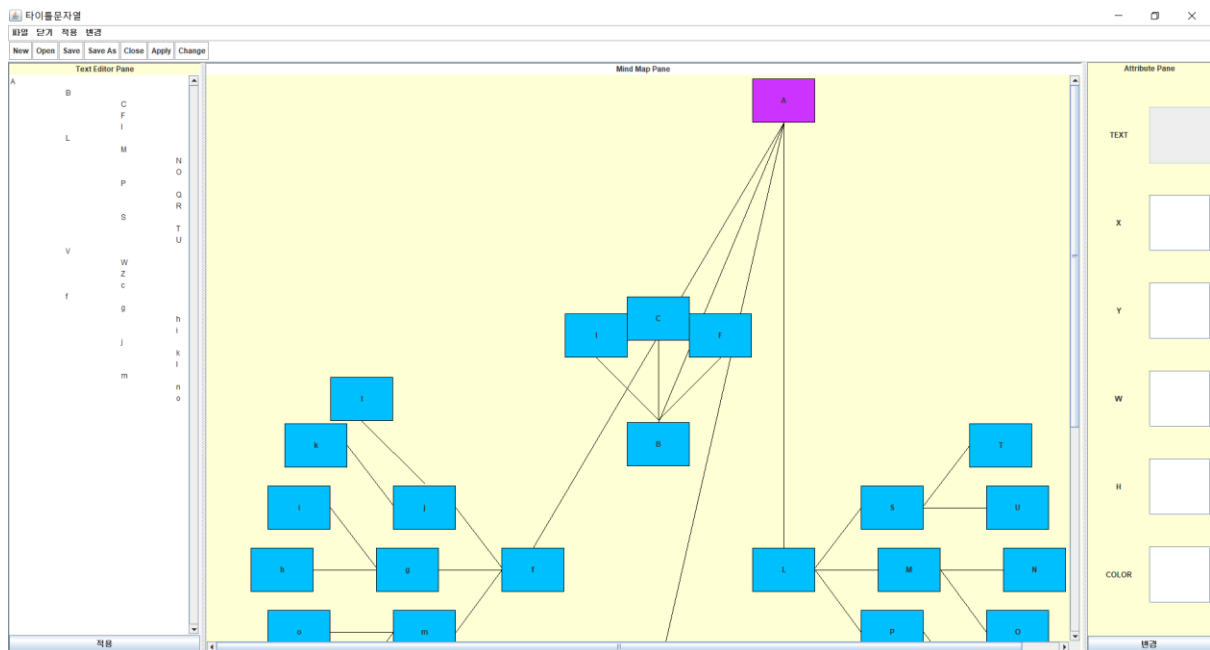 타이틀문자열
파일 닫기 적용 변경
New Open Save Save As Close Apply Change
Text Editor Pane
A
B
C
F
I
L
M
N
O
P
Q
R
S
T
U
V
W
Z
c
f
g
h
i
j
k
l
m
n
o
적용
Mind Map Pane
A
C
I
F
l
k
B
T
i
j
S
U
h
g
f
L
M
N
o
m
P
O
Attribute Pane
TEXT
X
Y
W
H
COLOR
변경